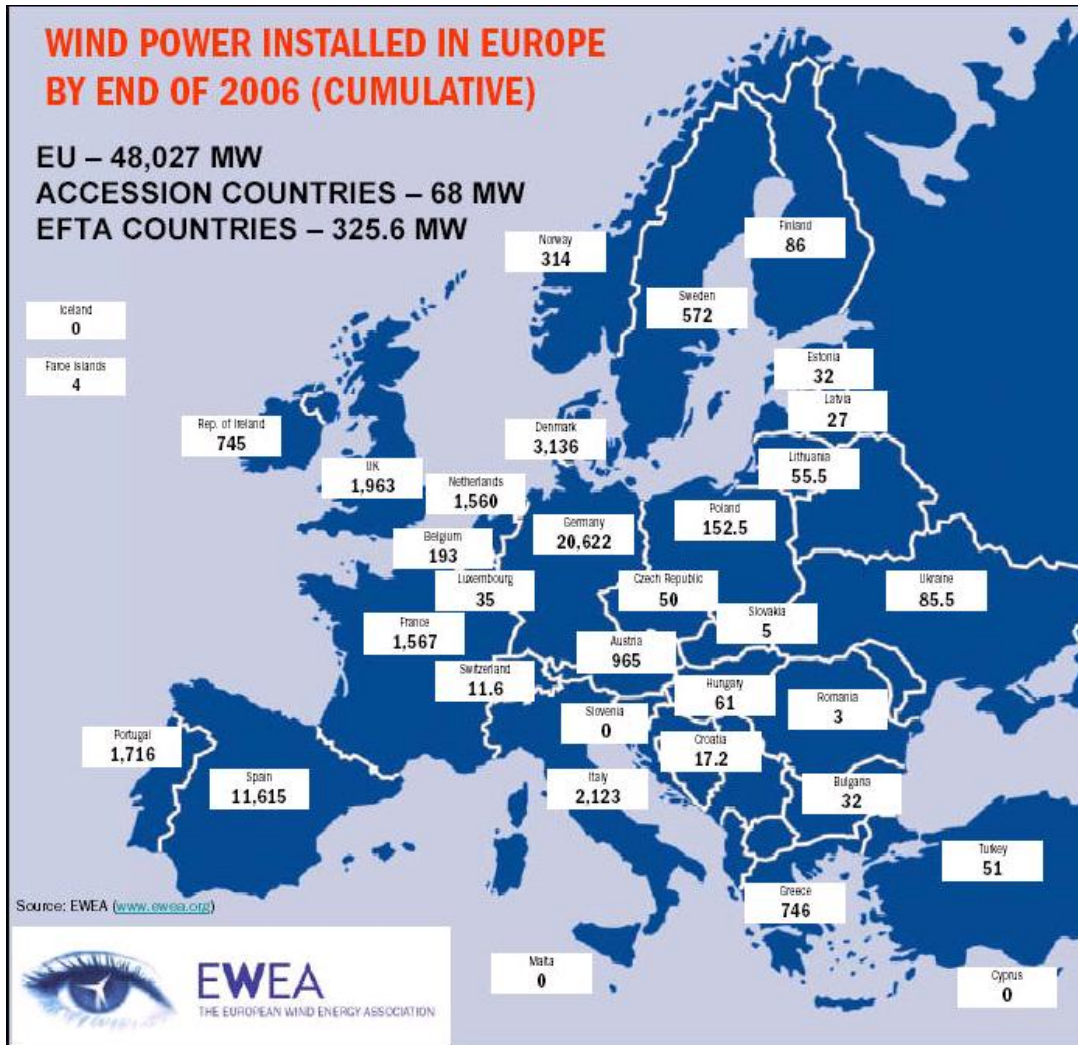 WIND POWER INSTALLED IN EUROPE
BY END OF 2006 (CUMULATIVE)
EU – 48,027 MW
ACCESSION COUNTRIES – 68 MW
EFTA COUNTRIES – 325.6 MW
Norway
314
Finland
86
Iceland
0
Sweden
572
Faroe Islands
4
Estonia
32
Latvia
27
Rep. of Ireland
745
Denmark
3,136
Lithuania
55.5
UK
1,963
Netherlands
1,560
Germany
20,622
Poland
152.5
Belgium
193
Luxembourg
35
Czech Republic
50
Ukraine
85.5
Slovakia
5
France
1,567
Austria
965
Switzerland
11.6
Hungary
61
Romania
3
Slovenia
0
Portugal
1,716
Croatia
17.2
Spain
11,615
Italy
2,123
Bulgaria
32
Turkey
51
Greece
746
Source: EWEA (www.ewea.org)
Malta
0
Cyprus
0
EWEA
THE EUROPEAN WIND ENERGY ASSOCIATION